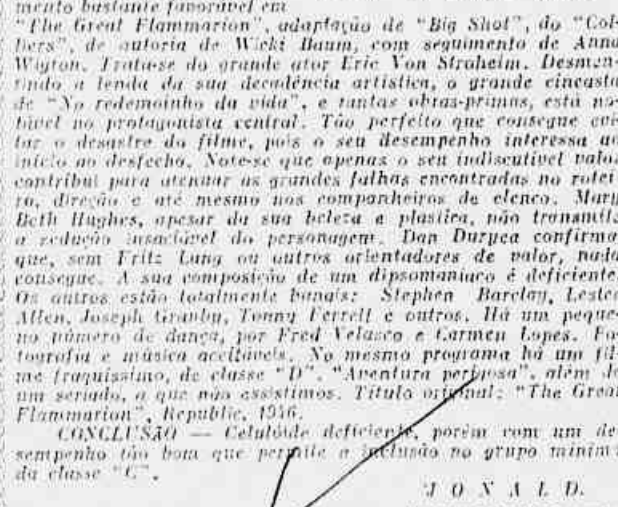 mento bastante favorável em
"The Great Flammarion", adaptação de "Big Shot", do "Col-
liers", de autoria de Wicki Baum, com seguimento de Anne
Wigton. Trata-se do grande ator Eric Von Stroheim. Desmen-
tindo a lenda da sua decadência artística, o grande cineasta
de "No redemoinho da vida", e tantas obras-primas, está no-
tável no protagonista central. Tão perfeito que consegue evi-
tar o desastre do filme, pois o seu desempenho interessa ao
início ao desfecho. Note-se que apenas o seu indiscutível valor
contribui para atenuar as grandes falhas encontradas no rotei-
ro, direção e até mesmo nos companheiros de elenco. Mary
Beth Hughes, apesar da sua beleza e plastica, não transmite
a redução insaciável do personagem. Dan Duryea confirma
que, sem Fritz Lang ou outros orientadores de valor, nada
consegue. A sua composição de um dipsomaniaco é deficiente.
Os outros estão totalmente banais: Stephen Barclay, Lester
Allen, Joseph Granby, Tonny Ferrell e outros. Há um peque-
no número de dança, por Fred Velasco e Carmen Lopes. Fo-
tografia e música aceitáveis. No mesmo programa há um fil-
me fraquíssimo, de classe "D", "Aventura perigosa", além de
um seriado, a que não assistimos. Título original: "The Great
Flammarion", Republic, 1946.
CONCLUSÃO — Celulóide deficiente, porém com um de-
sempenho tão bom que permite a inclusão no grupo mínimo
da classe "C".
J O N A L D.